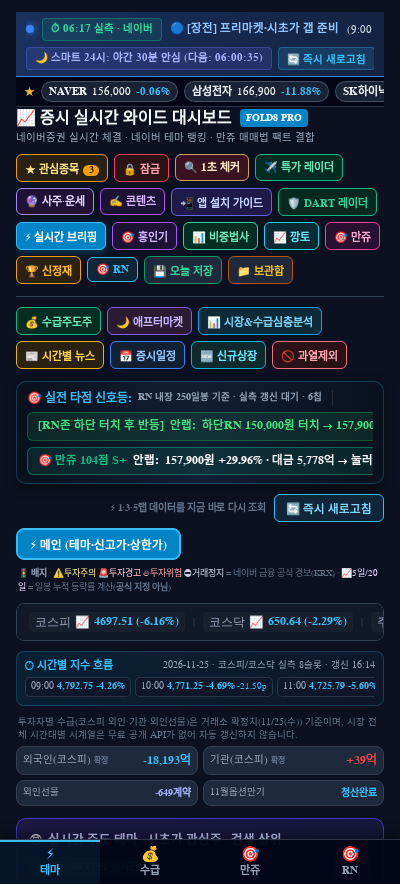 ⏱ 06:17 실측 · 네이버 🔵 [장전] 프리마켓·시초가 갭 준비 (9:00
🌙 스마트 24시: 야간 30분 안심 (다음: 06:00:35) 🔄 즉시 새로고침
★ NAVER 156,000 -0.06% 삼성전자 166,900 -11.88% SK하이닉
📈 증시 실시간 와이드 대시보드 FOLD8 PRO
네이버증권 실시간 체결 · 네이버 테마 랭킹 · 만쥬 매매법 팩트 결합
★ 관심종목 3 🔒 잠금 🔍 1초 체커 ✈️ 특가 레이더
🔮 사주·운세 ✍️ 콘텐츠 📲 앱 설치 가이드 🛡️ DART 레이더
⚡ 실시간 브리핑 🎯 홍인기 📊 비중법사 📈 깡토 🎯 만쥬
🏆 신정재 🎯 RN 💾 오늘 저장 📁 보관함
💰 수급주도주 🌙 애프터마켓 📊 시장&수급심층분석
📰 시간별 뉴스 📅 증시일정 🆕 신규상장 🚫 과열제외
🎯 실전 타점 신호등: RN 내장 250일봉 기준 · 실측 갱신 대기 · 6칩
[RN존 하단 터치 후 반등] 안랩: 하단RN 150,000원 터치 → 157,900
🎯 만쥬 104점 S+ 안랩: 157,900원 +29.96% · 대금 5,778억 → 눌러
⚡ 1·3·5탭 데이터를 지금 바로 다시 조회 🔄 즉시 새로고침
⚡ 메인 (테마·신고가·상한가)
🚦 배지 · ⚠️투자주의 🚨투자경고 ⊘투자위험 ⛔거래정지 = 네이버 금융 공식 경보(KRX) · 📈5일/20
일 = 일봉 누적 등락률 계산(공식 지정 아님)
코스피 📈 4697.51 (-6.16%) 코스닥 📈 650.64 (-2.29%)
⏱ 시간별 지수 흐름 2026-11-25 · 코스피/코스닥 실측 8슬롯 · 갱신 16:14
09:00 4,792.75 -4.26% 10:00 4,771.25 -4.69% -21.50p 11:00 4,725.79 -5.60%
투자자별 수급(코스피 외인·기관·외인선물)은 거래소 확정치(11/25(수)) 기준이며, 시장 전
체 시간대별 시계열은 무료 공개 API가 없어 자동 갱신하지 않습니다.
외국인(코스피) 확정 -18,193억 기관(코스피) 확정 +39억
외인선물 -649계약 11월옵션만기 청산완료
⚡ 💰 🎯 🎯
테마 수급 만쥬 RN